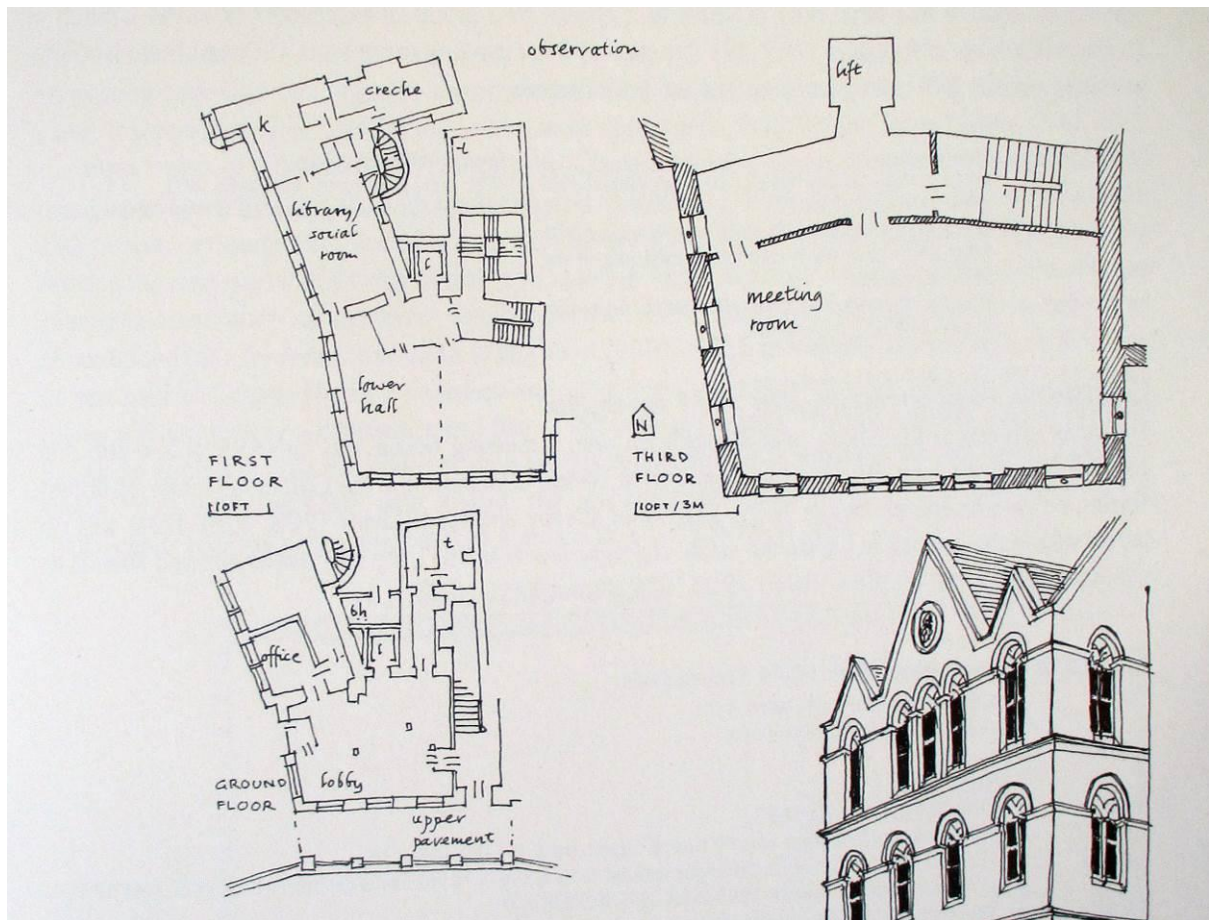 observation
creche
k
library/
social
room
l
t
lower
hall
FIRST
FLOOR
10FT
lift
meeting
room
N
THIRD
FLOOR
10FT/3M
t
bh
l
office
lobby
GROUND
FLOOR
upper
pavement